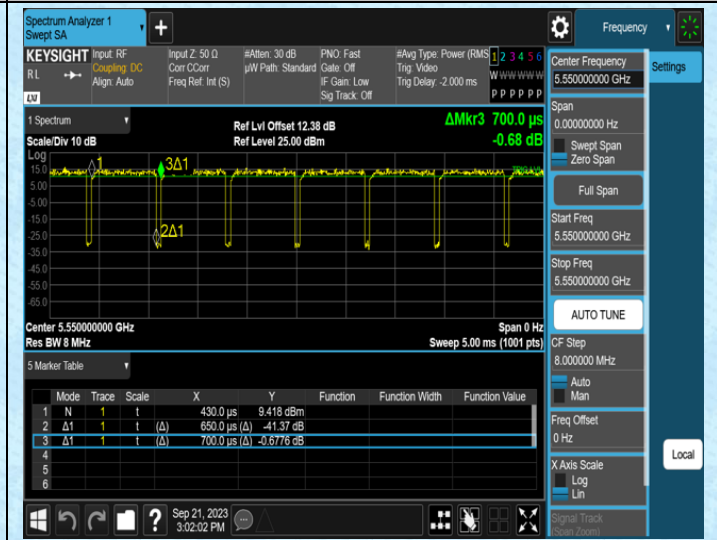 Spectrum Analyzer 1
Swept SA
+
Frequency
KEYSIGHT
RL
LXI
Input: RF
Coupling: DC
Align: Auto
Input Z: 50 Ω
Corr CCorr
Freq Ref: Int (S)
#Atten: 30 dB
µW Path: Standard
PNO: Fast
Gate: Off
IF Gain: Low
Sig Track: Off
#Avg Type: Power (RMS
Trig: Video
Trig Delay: -2.000 ms
1 2 3 4 5 6
W W W W W W
P P P P P P
1 Spectrum
Scale/Div 10 dB
Ref Lvl Offset 12.38 dB
Ref Level 25.00 dBm
ΔMkr3 700.0 µs
-0.68 dB
Log
15.0
5.00
-5.00
-15.0
-25.0
-35.0
-45.0
-55.0
-65.0
1
3Δ1
2Δ1
Center 5.550000000 GHz
Res BW 8 MHz
Span 0 Hz
Sweep 5.00 ms (1001 pts)
5 Marker Table
Mode Trace Scale X Y Function Function Width Function Value
1 N 1 t 430.0 µs 9.418 dBm
2 Δ1 1 t (Δ) 650.0 µs (Δ) -41.37 dB
3 Δ1 1 t (Δ) 700.0 µs (Δ) -0.6776 dB
4
5
6
Sep 21, 2023
3:02:02 PM
?
Center Frequency
5.550000000 GHz
Span
0.00000000 Hz
Swept Span
Zero Span
Full Span
Start Freq
5.550000000 GHz
Stop Freq
5.550000000 GHz
AUTO TUNE
CF Step
8.000000 MHz
Auto
Man
Freq Offset
0 Hz
X Axis Scale
Log
Lin
Signal Track
(Span Zoom)
Settings
Local